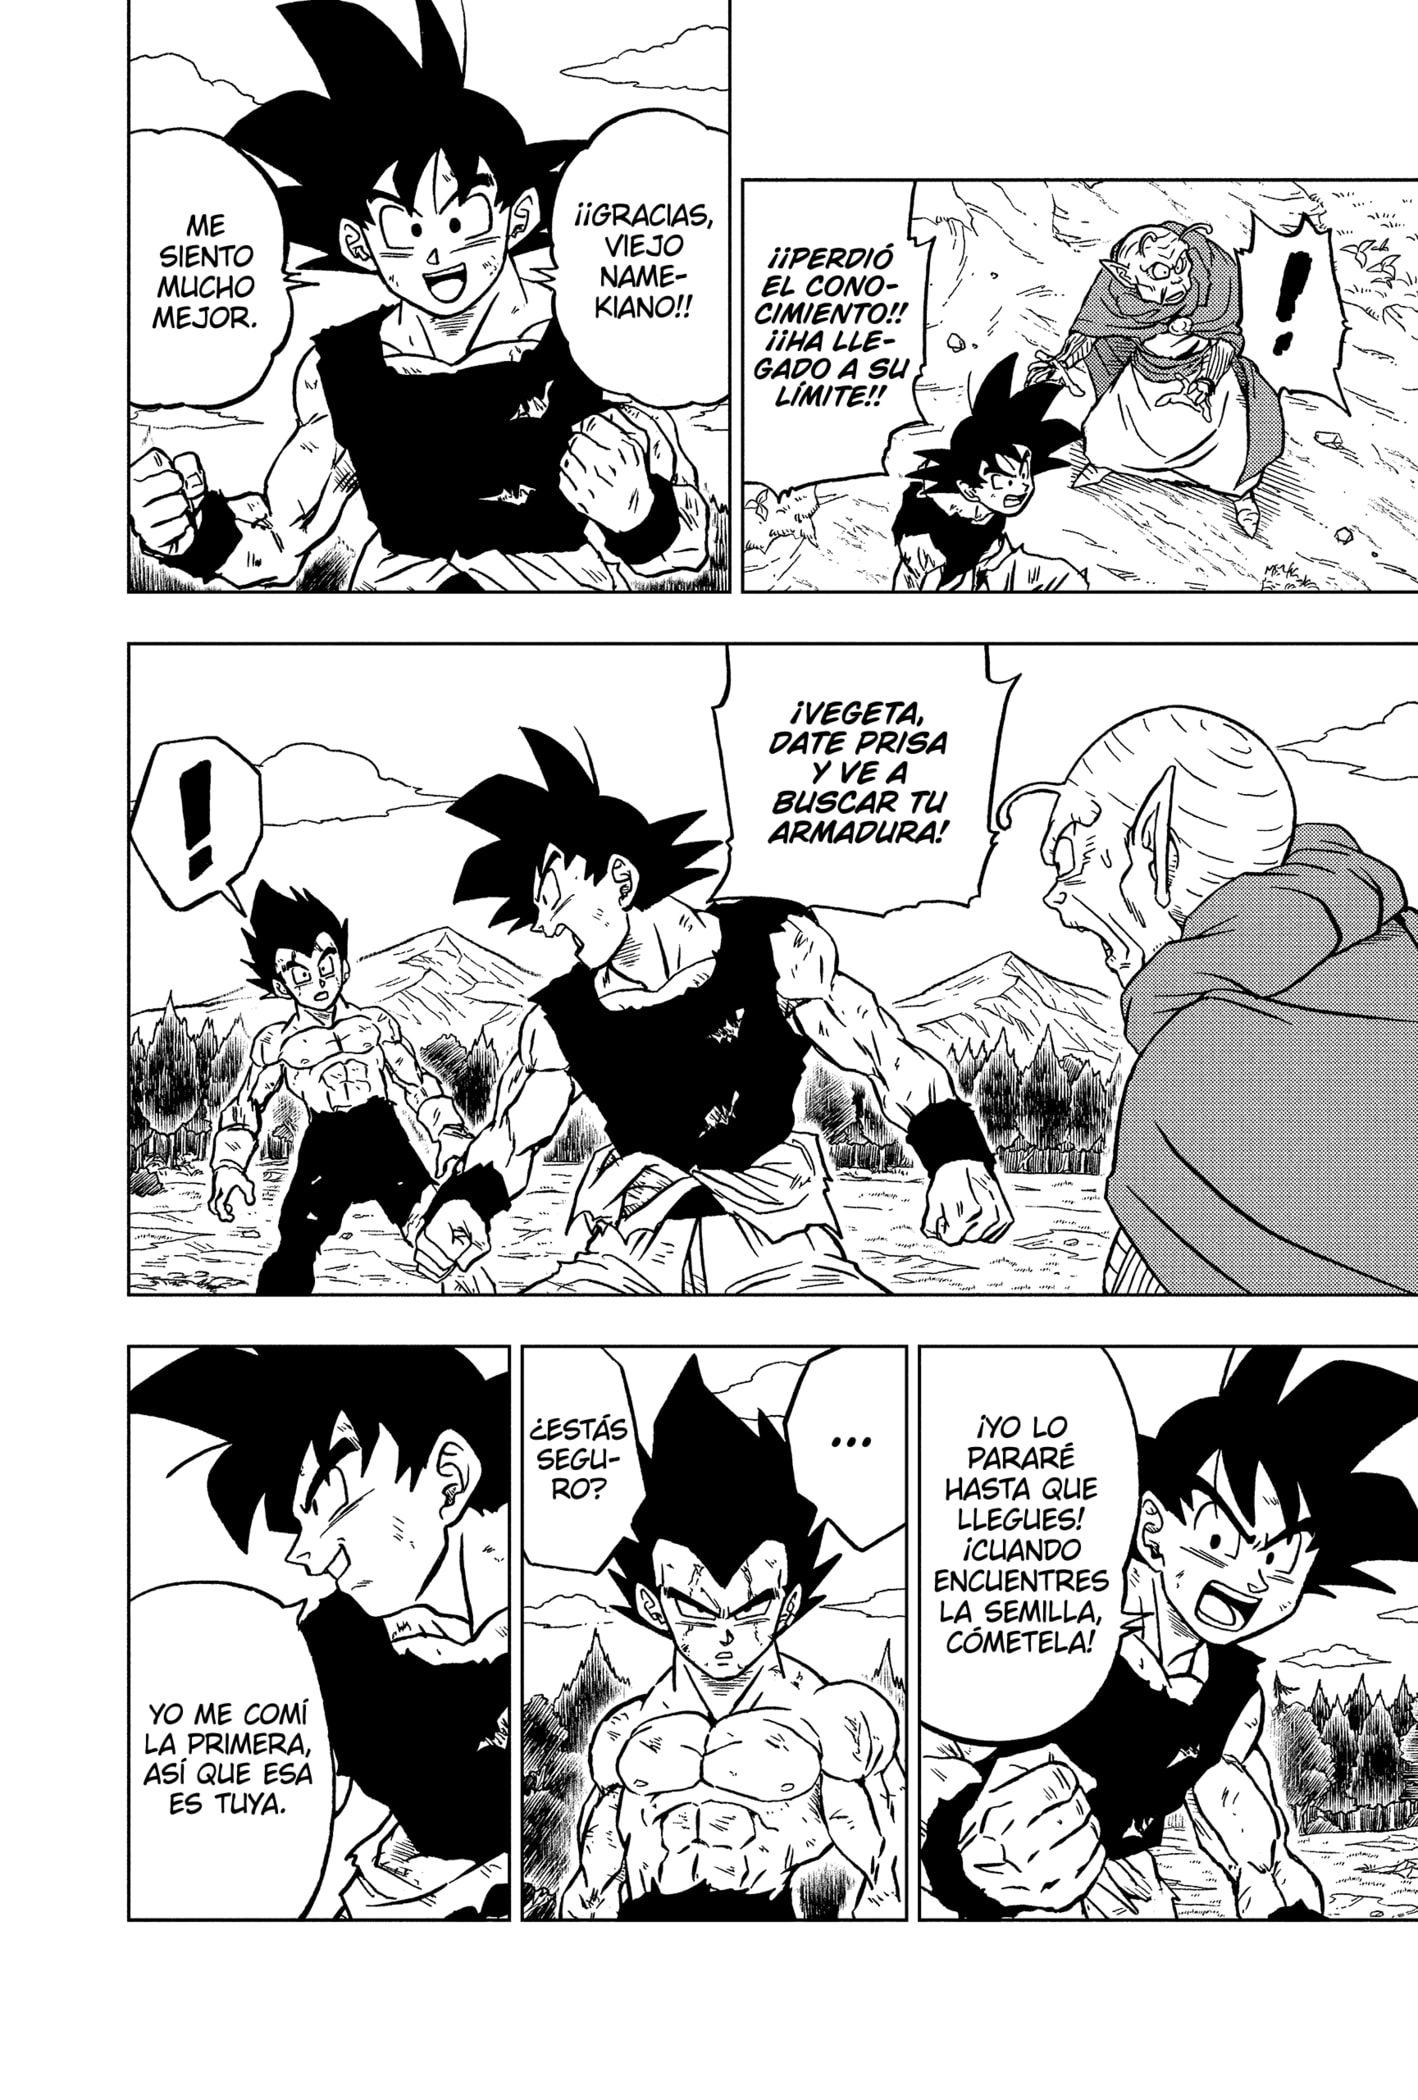 ¡¡PERDIÓ
EL CONO-
CIMIENTO!!
¡¡HA LLE-
GADO A SU
LÍMITE!!
!
¡¡GRACIAS,
VIEJO
NAME-
KIANO!!
ME
SIENTO
MUCHO
MEJOR.
¡VEGETA,
DATE PRISA
Y VE A
BUSCAR TU
ARMADURA!
!
¡YO LO
PARARÉ
HASTA QUE
LLEGUES!
¡CUANDO
ENCUENTRES
LA SEMILLA,
CÓMETELA!
...
¿ESTÁS
SEGU-
RO?
YO ME COMÍ
LA PRIMERA,
ASÍ QUE ESA
ES TUYA.